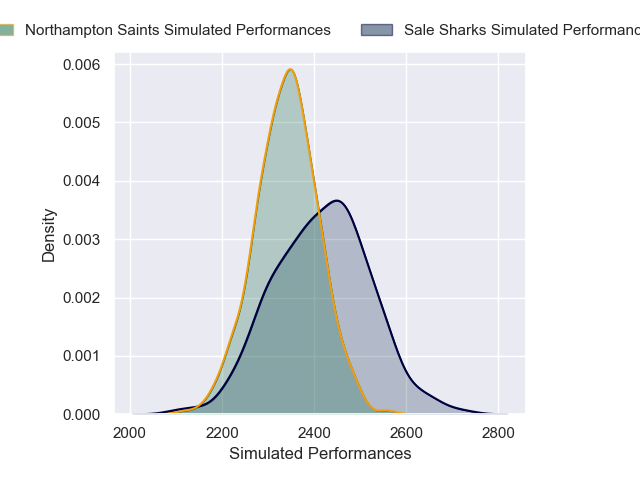 Northampton Saints Simulated Performances
Sale Sharks Simulated
0.006
0.005
0.004
0.003
0.002
0.001
0.000
Density
2000 2200 2400 2600 2800
Simulated Performances